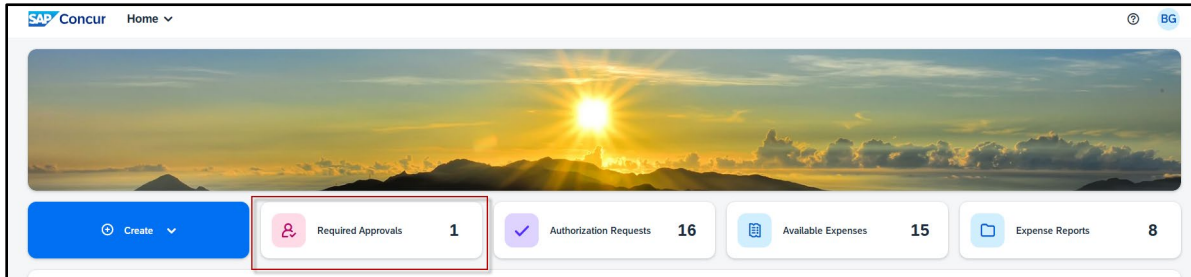 SAP Concur Home
BG
Create
Required Approvals 1
Authorization Requests 16
Available Expenses 15
Expense Reports 8